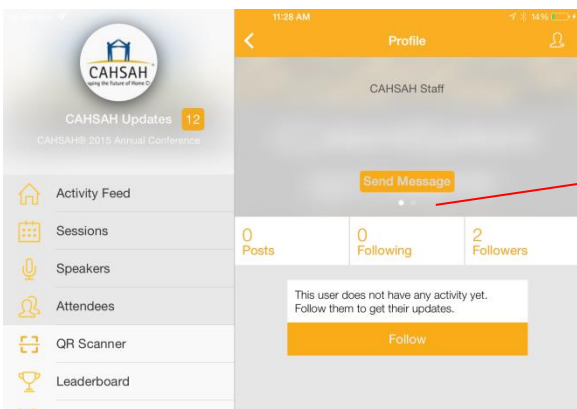 CAHSAH
CAHSAH Updates 12
CAHSAH® 2015 Annual Conference
Activity Feed
Sessions
Speakers
Attendees
QR Scanner
Leaderboard
11:28 AM
14%
Profile
CAHSAH Staff
Send Message
0
Posts
0
Following
2
Followers
This user does not have any activity yet.
Follow them to get their updates.
Follow